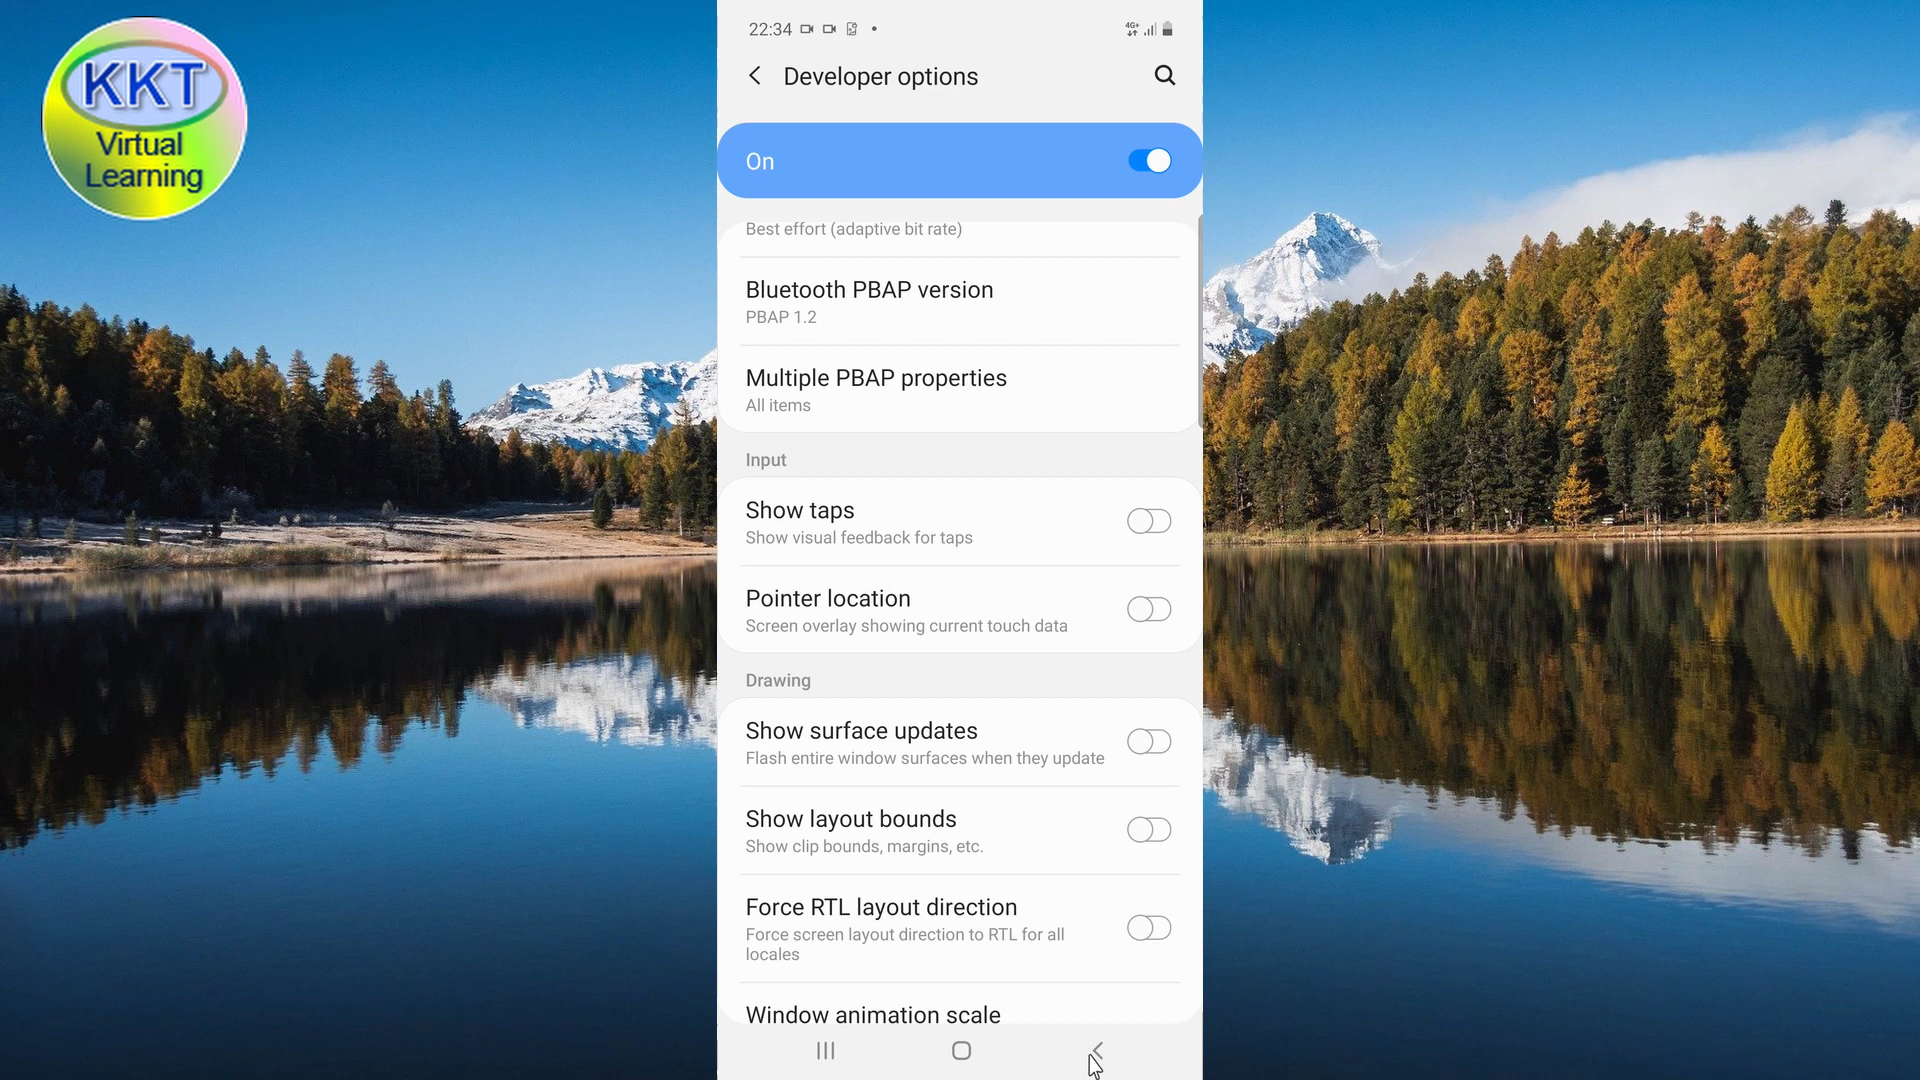 KKT
Virtual
Learning
22:34
4G+
Developer options
On
Best effort (adaptive bit rate)
Bluetooth PBAP version
PBAP 1.2
Multiple PBAP properties
All items
Input
Show taps
Show visual feedback for taps
Pointer location
Screen overlay showing current touch data
Drawing
Show surface updates
Flash entire window surfaces when they update
Show layout bounds
Show clip bounds, margins, etc.
Force RTL layout direction
Force screen layout direction to RTL for all
locales
Window animation scale